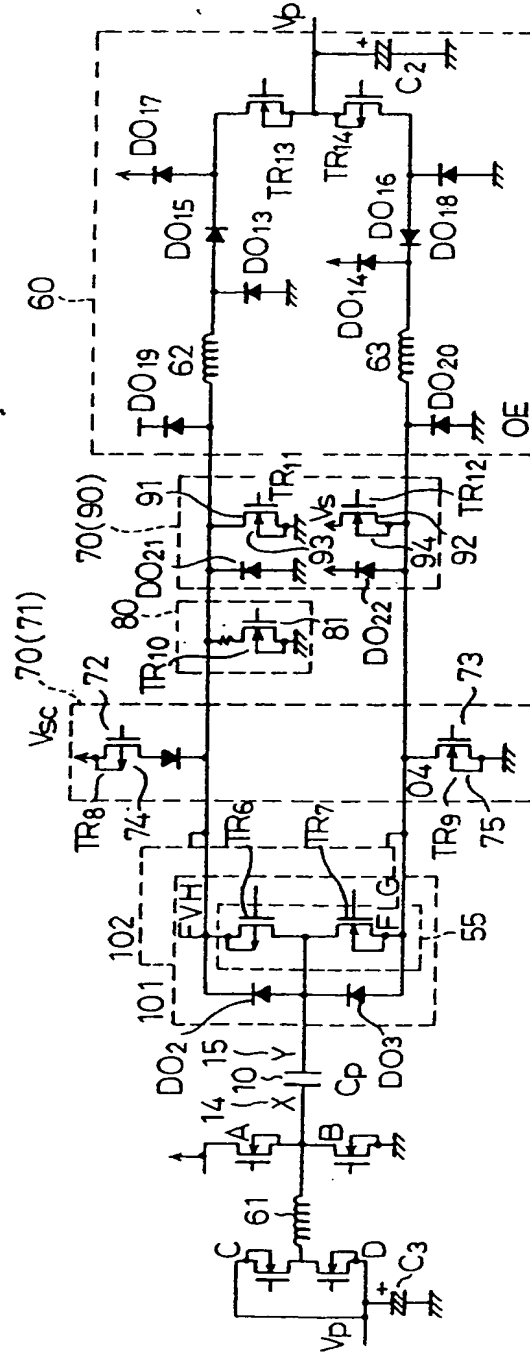 60
DO17
DO15
DO13
DO19
62
TR13
Vp
C2
+
TR14
DO16
DO18
DO14
63
DO20
OE
70(90)
91
DO21
TR11
93
Vs
94
92
TR12
DO22
80
TR10
81
70(71)
Vsc
72
TR8
74
73
O4
TR9
75
102
101
FVH
TR6
TR7
FLG
55
DO2
DO3
14 10 15
X Y
Cp
A
B
61
C
D
+
C3
Vp